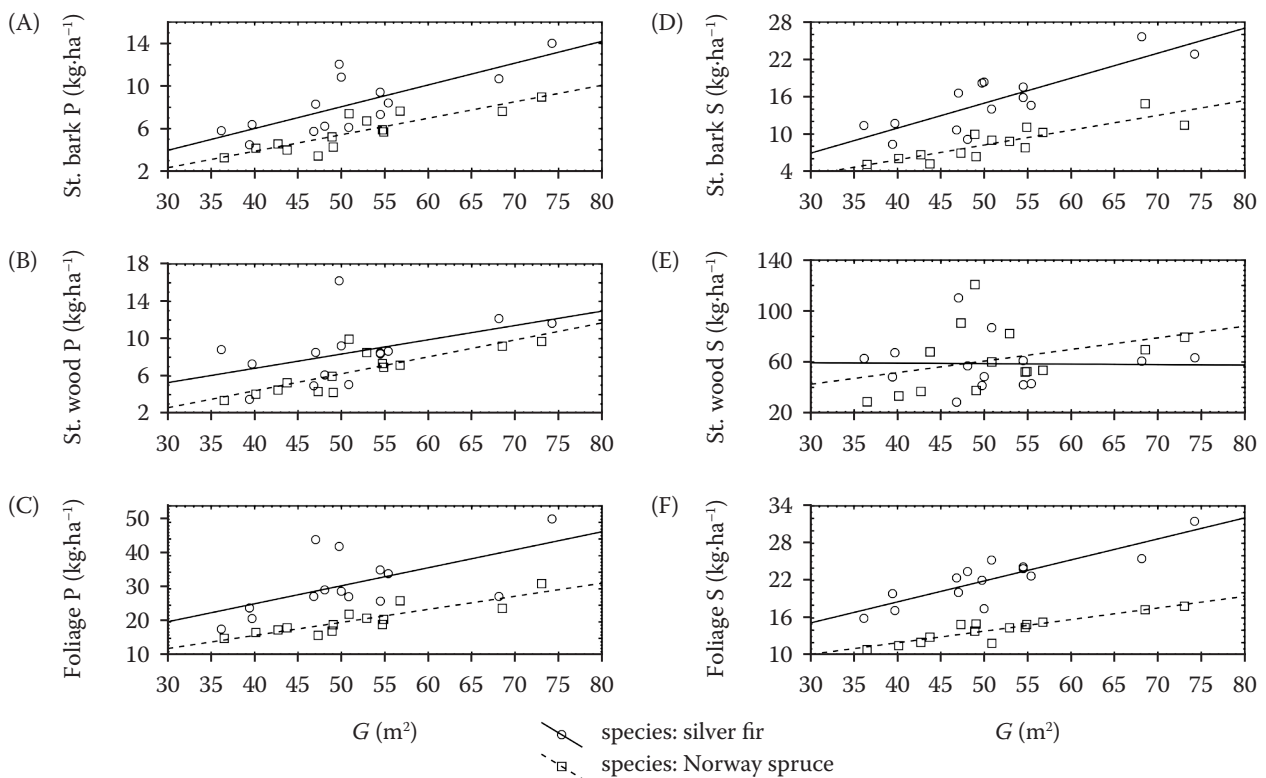 (A)
St. bark P (kg·ha⁻¹)
14
10
6
2
30 35 40 45 50 55 60 65 70 75 80
(B)
St. wood P (kg·ha⁻¹)
18
14
10
6
2
30 35 40 45 50 55 60 65 70 75 80
(C)
Foliage P (kg·ha⁻¹)
50
40
30
20
10
30 35 40 45 50 55 60 65 70 75 80
G (m²)
(D)
St. bark S (kg·ha⁻¹)
28
22
16
10
4
30 35 40 45 50 55 60 65 70 75 80
(E)
St. wood S (kg·ha⁻¹)
140
100
60
20
30 35 40 45 50 55 60 65 70 75 80
(F)
Foliage S (kg·ha⁻¹)
34
28
22
16
10
30 35 40 45 50 55 60 65 70 75 80
G (m²)
species: silver fir
species: Norway spruce